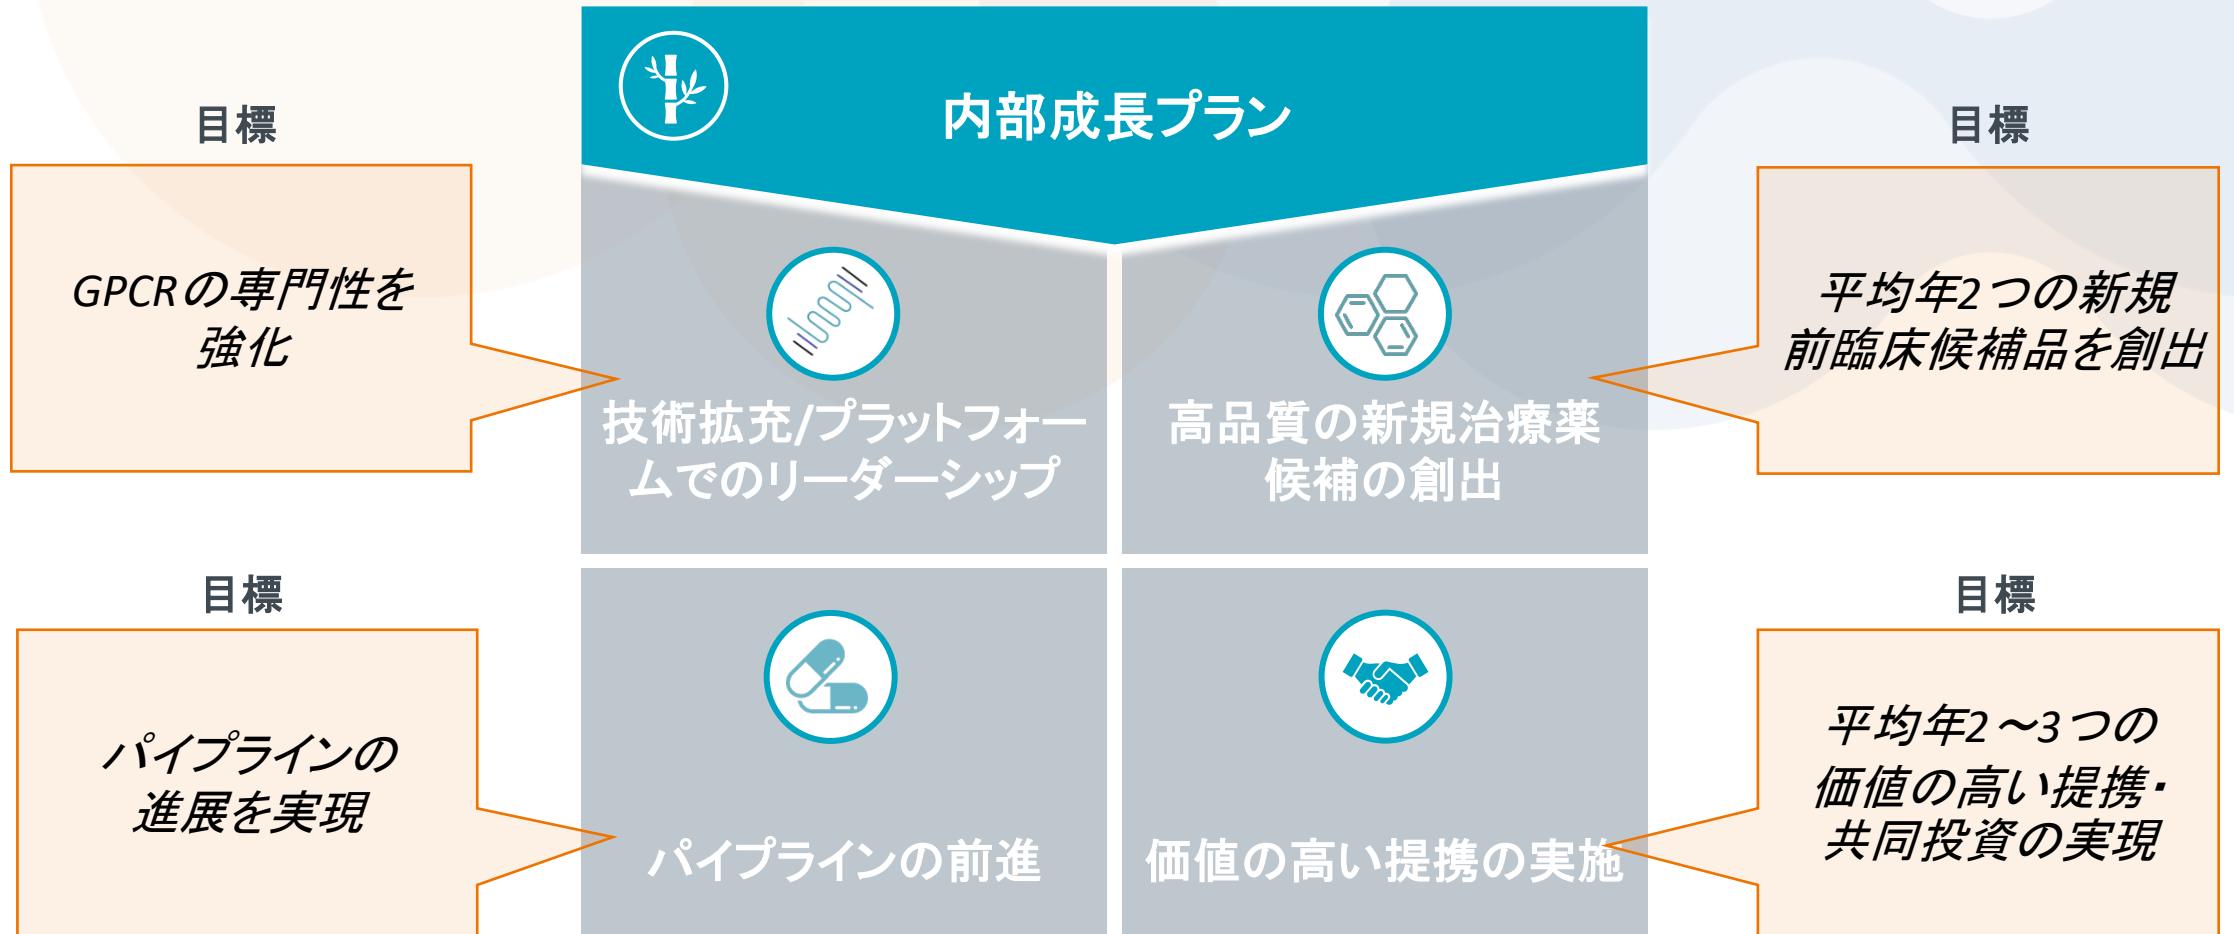 内部成長プラン
目標
GPCRの専門性を
強化
技術拡充/プラットフォー
ムでのリーダーシップ
目標
平均年2つの新規
前臨床候補品を創出
高品質の新規治療薬
候補の創出
目標
パイプラインの
進展を実現
パイプラインの前進
目標
平均年2～3つの
価値の高い提携・
共同投資の実現
価値の高い提携の実施